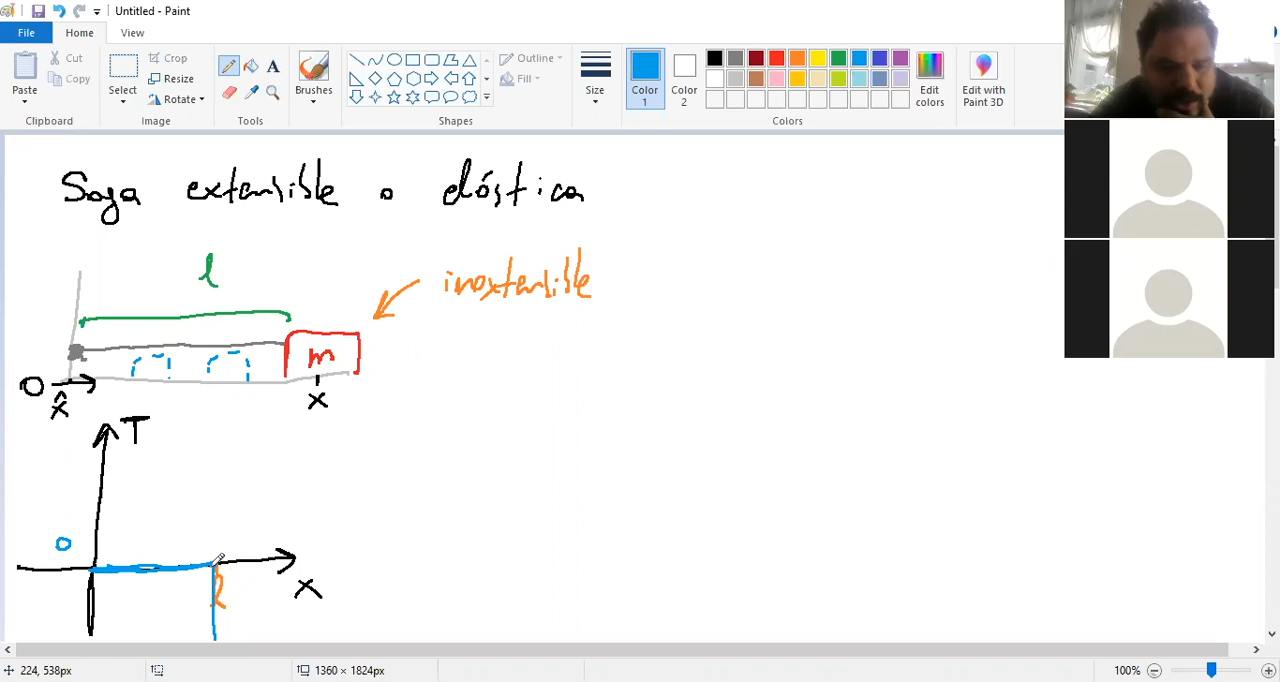 Untitled - Paint
File
Home
View
Paste
Cut
Copy
Clipboard
Select
Crop
Resize
Rotate
Image
A
Tools
Brushes
Shapes
Outline
Fill
Size
Color 1
Color 2
Edit colors
Edit with Paint 3D
Colors
Soga extensible o elástica
l
inextensible
m
O
x̂
x
T
0
l
x
224, 538px
1360 × 1824px
100%